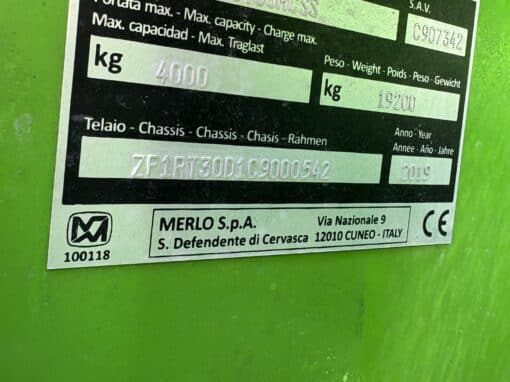 S.A.V.
Portata max. - Max. capacity - Charge max.
Max. capacidad - Max. Traglast
C907342
kg 4000
Peso - Weight - Poids - Peso - Gewicht
kg 19200
Telaio - Chassis - Chassis - Chasis - Rahmen
ZF1RT30D1C9000542
Anno - Year
Année - Año - Jahre
2019
MERLO S.p.A.
S. Defendente di Cervasca
Via Nazionale 9
12010 CUNEO - ITALY
CE
100118